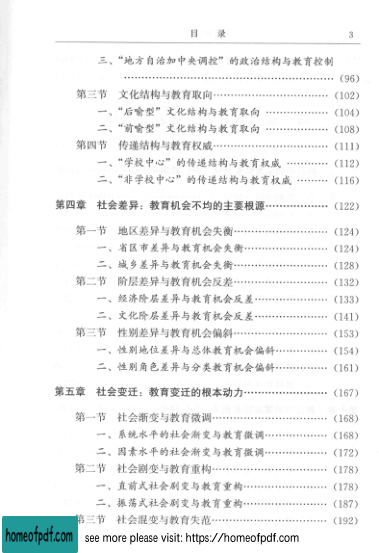 目　录　3
三、“地方自治加中央调控”的政治结构与教育控制
……………………………………………(96)
第三节　文化结构与教育取向………………(102)
一、“后喻型”文化结构与教育取向…………(104)
二、“前喻型”文化结构与教育取向…………(108)
第四节　传递结构与教育权威………………(111)
一、“学校中心”的传递结构与教育权威………(112)
二、“非学校中心”的传递结构与教育权威……(116)
第四章　社会差异：教育机会不均的主要根源……………(122)
第一节　地区差异与教育机会失衡……………(124)
一、省区市差异与教育机会失衡……………(124)
二、城乡差异与教育机会失衡………………(128)
第二节　阶层差异与教育机会反差……………(132)
一、经济阶层差异与教育机会反差…………(133)
二、文化阶层差异与教育机会反差…………(141)
第三节　性别差异与教育机会偏斜……………(153)
一、性别地位差异与总体教育机会偏斜………(154)
二、性别角色差异与分类教育机会偏斜………(161)
第五章　社会变迁：教育变迁的根本动力………………(167)
第一节　社会渐变与教育微调………………(168)
一、系统水平的社会渐变与教育微调…………(168)
二、因素水平的社会渐变与教育微调…………(172)
第二节　社会剧变与教育重构………………(178)
一、直前式社会剧变与教育重构……………(178)
二、振荡式社会剧变与教育重构……………(187)
第三节　社会混变与教育失范………………(192)
homeofpdf.com
see more please visit: https://homeofpdf.com